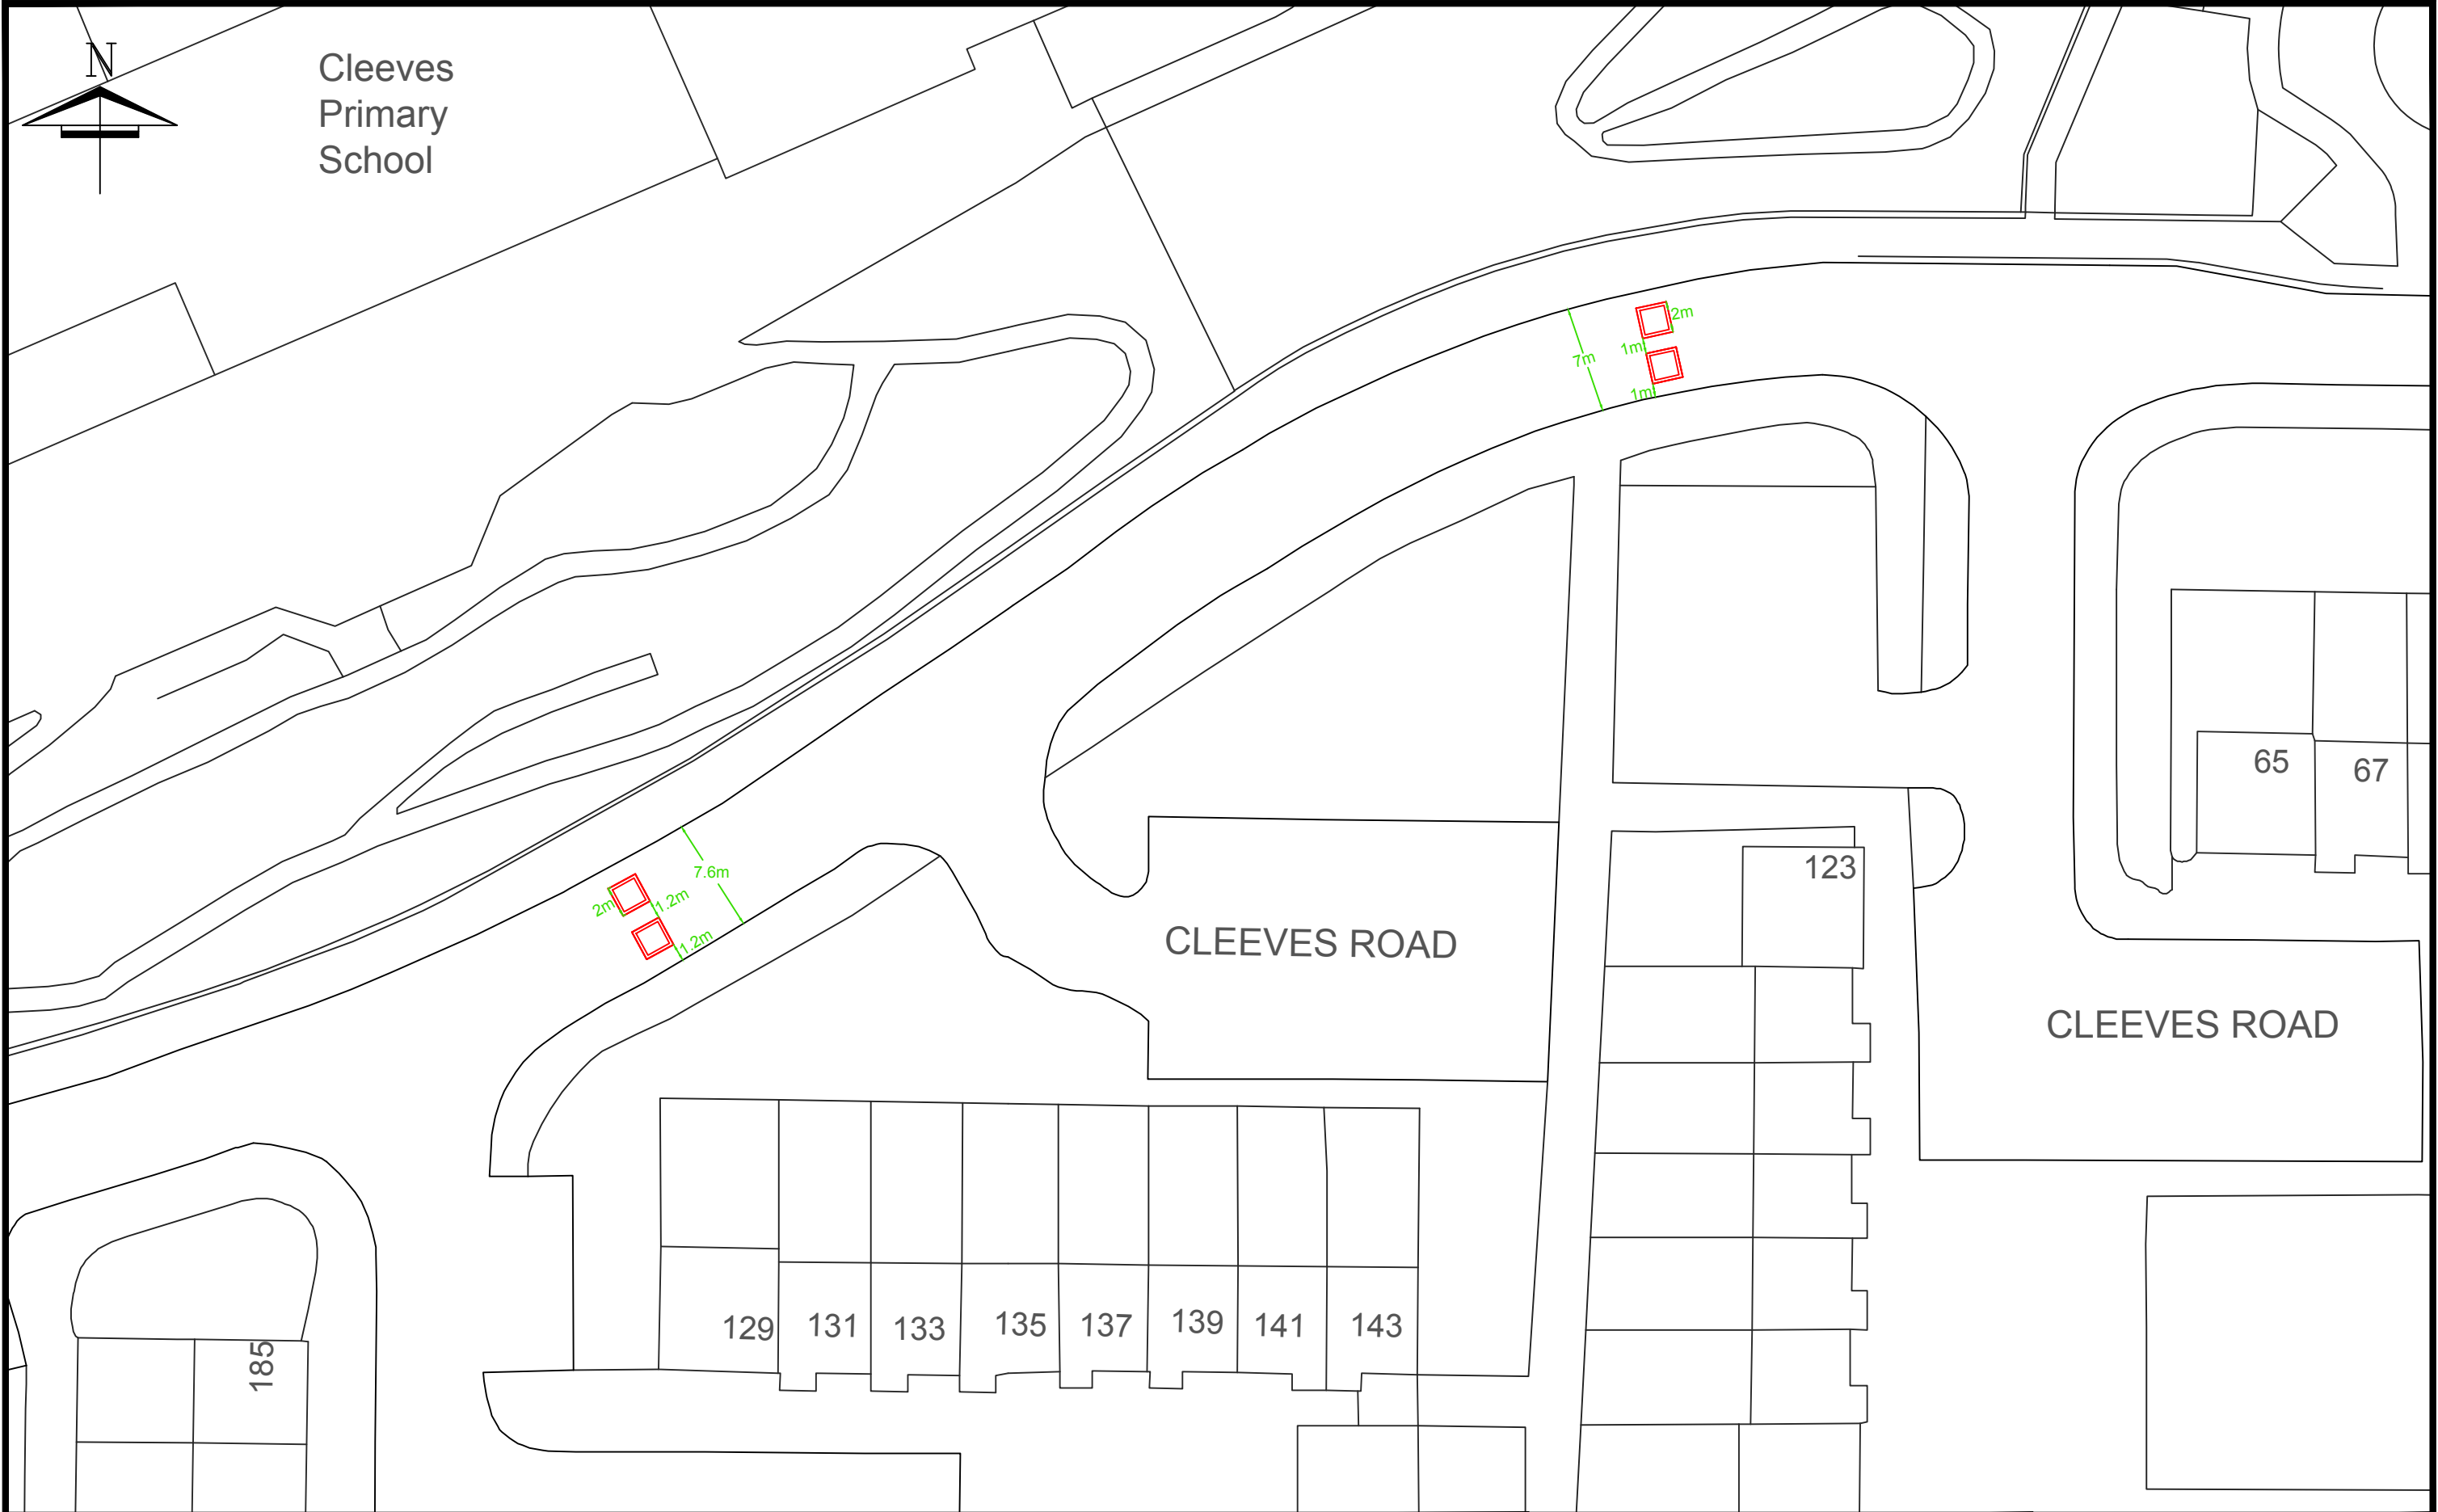 N
Cleeves
Primary
School
2m
1m
7m
1m
65
67
7.6m
123
2m
1.2m
1.2m
CLEEVES ROAD
CLEEVES ROAD
129
131
133
135
137
139
141
143
185